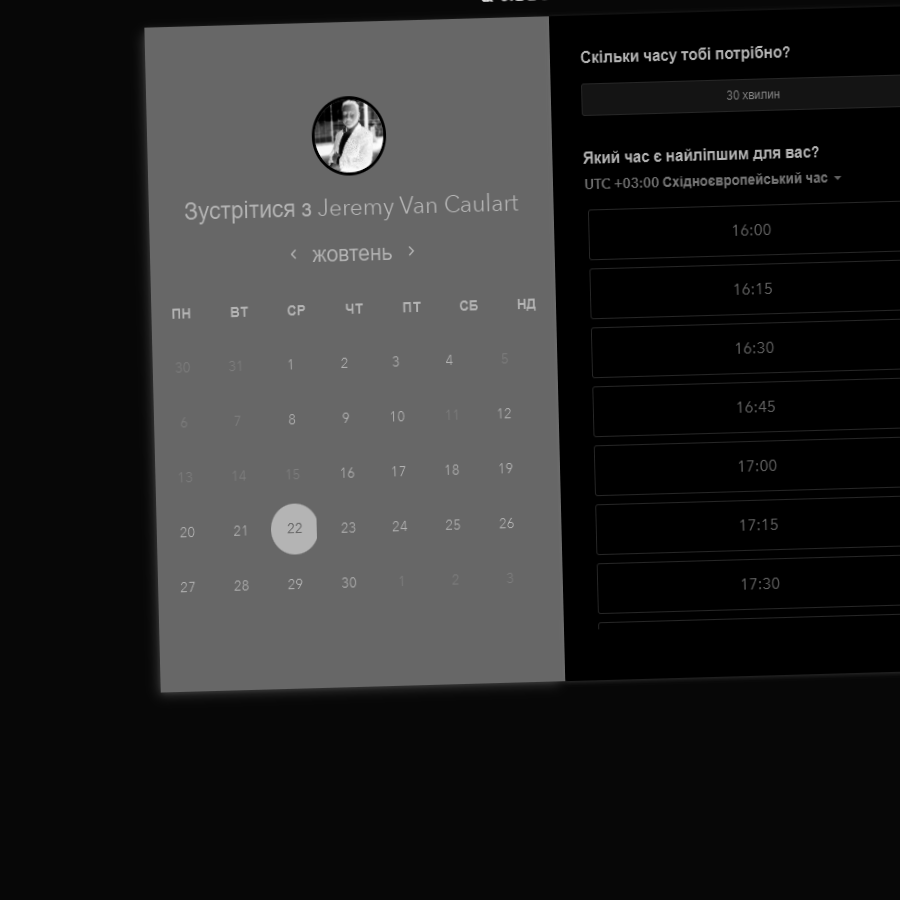 Зустрітися з Jeremy Van Caulart
‹ жовтень ›
ПН ВТ СР ЧТ ПТ СБ НД
30 31 1 2 3 4 5
6 7 8 9 10 11 12
13 14 15 16 17 18 19
20 21 22 23 24 25 26
27 28 29 30 1 2 3
Скільки часу тобі потрібно?
30 хвилин
Який час є найліпшим для вас?
UTC +03:00 Східноєвропейський час
16:00
16:15
16:30
16:45
17:00
17:15
17:30